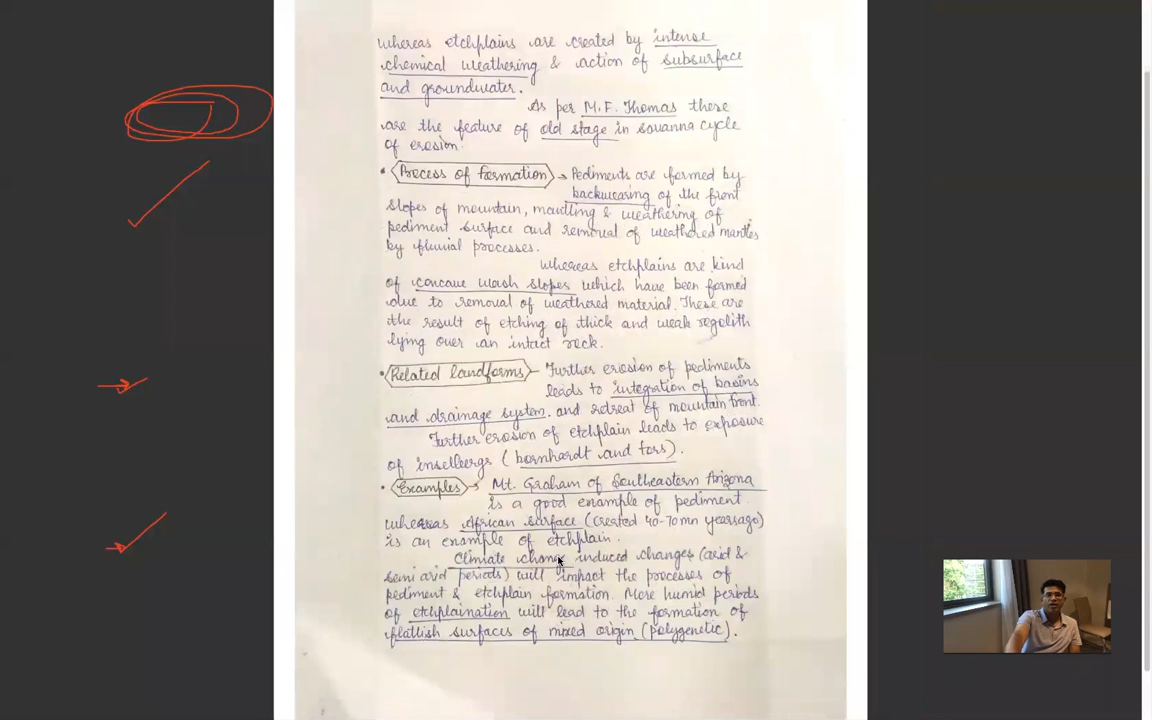 whereas etchplains are created by intense
chemical weathering & action of subsurface
and groundwater.
As per M.F. Thomas these
are the feature of old stage in savanna cycle
of erosion.
• Process of formation → Pediments are formed by
backwearing of the front
slopes of mountain, mantling & weathering of
pediment surface and removal of weathered mantles
by fluvial processes.
whereas etchplains are kind
of concave wash slopes which have been formed
due to removal of weathered material. These are
the result of etching of thick and weak regolith
lying over an intact rock.
• Related landforms - Further erosion of pediments
leads to integration of basins
and drainage system, and retreat of mountain front.
Further erosion of etchplain leads to exposure
of inselbergs (bornhardt and tors).
• Examples → Mt. Graham of Southeastern Arizona
is a good example of pediment
whereas African surface (created 40-70mn yearsago)
is an example of etchplain.
Climate change induced changes (arid &
semi arid periods) will impact the processes of
pediment & etchplain formation. More humid periods
of etchplaination will lead to the formation of
flattish surfaces of mixed origin (polygenetic).